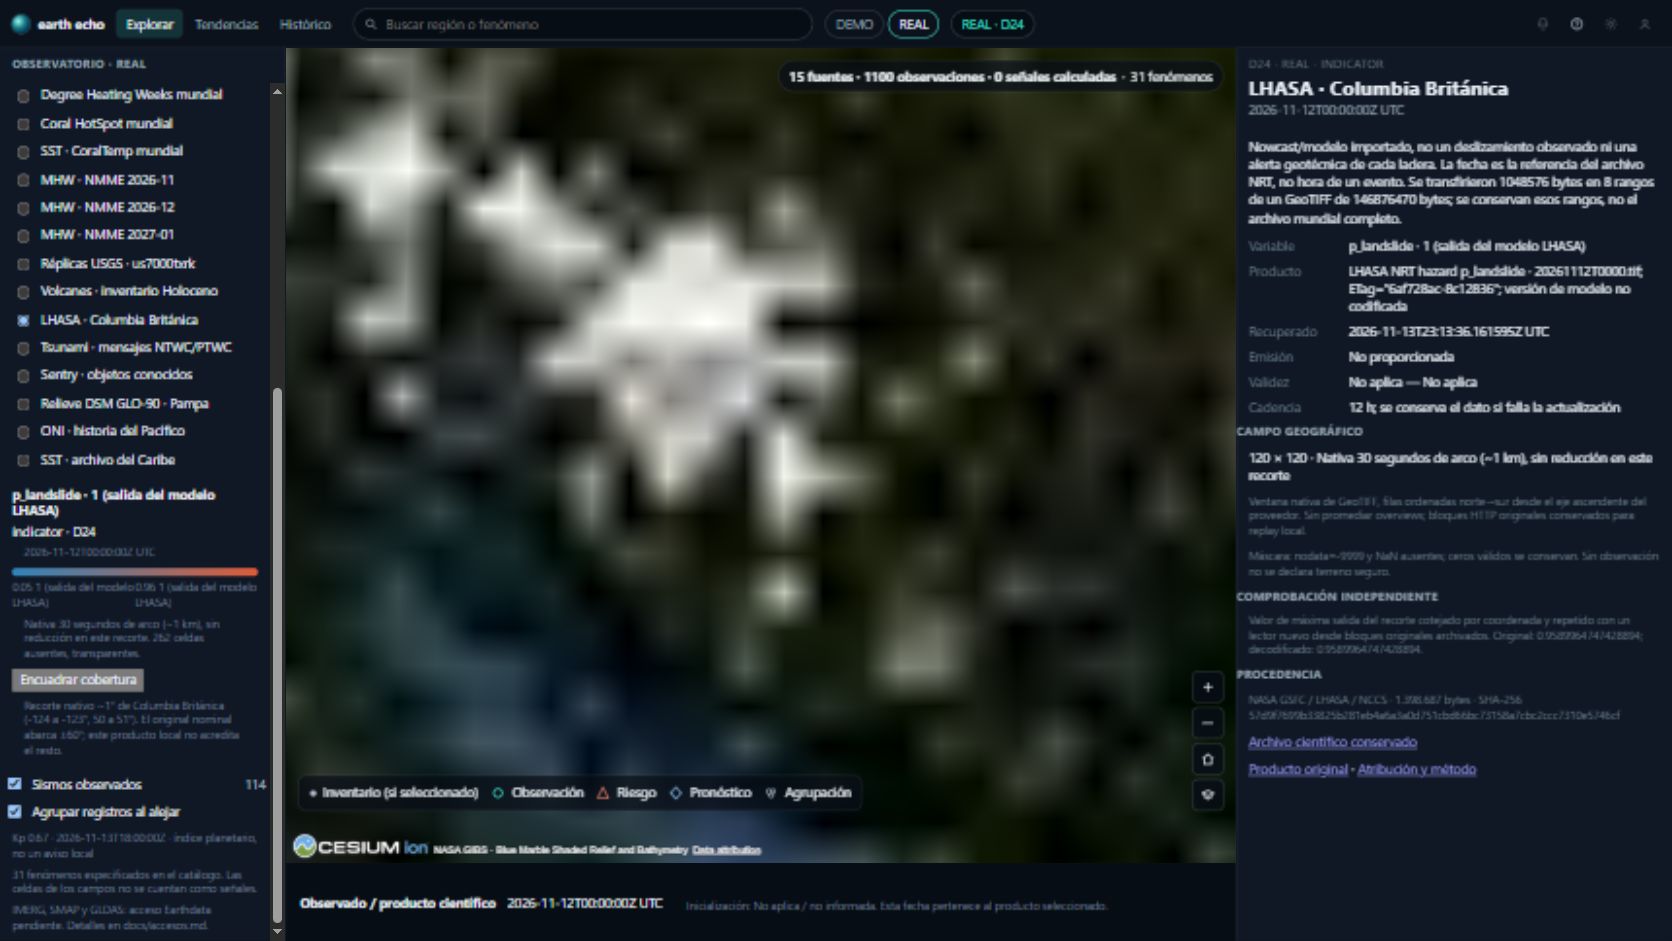 earth echo
Explorar
Tendencias
Histórico
Buscar región o fenómeno
DEMO
REAL
REAL · D24
OBSERVATORIO · REAL
Degree Heating Weeks mundial
Coral HotSpot mundial
SST · CoralTemp mundial
MHW · NMME 2026-11
MHW · NMME 2026-12
MHW · NMME 2027-01
Réplicas USGS · us7000txrk
Volcanes · inventario Holoceno
LHASA · Columbia Británica
Tsunami · mensajes NTWC/PTWC
Sentry · objetos conocidos
Relieve DSM GLO-90 · Pampa
ONI · historia del Pacífico
SST · archivo del Caribe
p_landslide · 1 (salida del modelo
LHASA)
Indicator · D24
2026-11-12T00:00:00Z UTC
0.05 1 (salida del modelo
LHASA)
0.96 1 (salida del modelo
LHASA)
Nativa 30 segundos de arco (~1 km), sin
reducción en este recorte. 262 celdas
ausentes, transparentes.
Encuadrar cobertura
Recorte nativo ~1° de Columbia Británica
(-124 a -123°, 50 a 51°). El original nominal
abarca ±60°; este producto local no acredita
el resto.
Sismos observados 114
Agrupar registros al alejar
Kp 0.67 · 2026-11-13T18:00:00Z · índice planetario,
no un aviso local
31 fenómenos especificados en el catálogo. Las
celdas de los campos no se cuentan como señales.
IMERG, SMAP y GLDAS: acceso Earthdata
pendiente. Detalles en docs/accesos.md.
15 fuentes · 1100 observaciones · 0 señales calculadas · 31 fenómenos
Inventario (si seleccionado)
Observación
Riesgo
Pronóstico
Agrupación
CESIUM ion NASA GIBS · Blue Marble Shaded Relief and Bathymetry Data attribution
Observado / producto científico 2026-11-12T00:00:00Z UTC Inicialización: No aplica / no informada. Esta fecha pertenece al producto seleccionado.
D24 · REAL · INDICATOR
LHASA · Columbia Británica
2026-11-12T00:00:00Z UTC
Nowcast/modelo importado, no un deslizamiento observado ni una
alerta geotécnica de cada ladera. La fecha es la referencia del archivo
NRT, no hora de un evento. Se transfirieron 1048576 bytes en 8 rangos
de un GeoTIFF de 146876470 bytes; se conservan esos rangos, no el
archivo mundial completo.
Variable p_landslide · 1 (salida del modelo LHASA)
Producto LHASA NRT hazard p_landslide · 20261112T0000.tif;
ETag="6af728ac-8c12836"; versión de modelo no
codificada
Recuperado 2026-11-13T23:13:36.161595Z UTC
Emisión No proporcionada
Validez No aplica — No aplica
Cadencia 12 h; se conserva el dato si falla la actualización
CAMPO GEOGRÁFICO
120 × 120 · Nativa 30 segundos de arco (~1 km), sin reducción en este
recorte
Ventana nativa de GeoTIFF, filas ordenadas norte→sur desde el eje ascendente del
proveedor. Sin promediar overviews; bloques HTTP originales conservados para
replay local.
Máscara: nodata=-9999 y NaN ausentes; ceros válidos se conservan. Sin observación
no se declara terreno seguro.
COMPROBACIÓN INDEPENDIENTE
Valor de máxima salida del recorte cotejado por coordenada y repetido con un
lector nuevo desde bloques originales archivados. Original: 0.9589964747428894;
decodificado: 0.9589964747428894.
PROCEDENCIA
NASA GSFC / LHASA / NCCS · 1.398.687 bytes · SHA-256
Archivo científico conservado
Producto original · Atribución y método